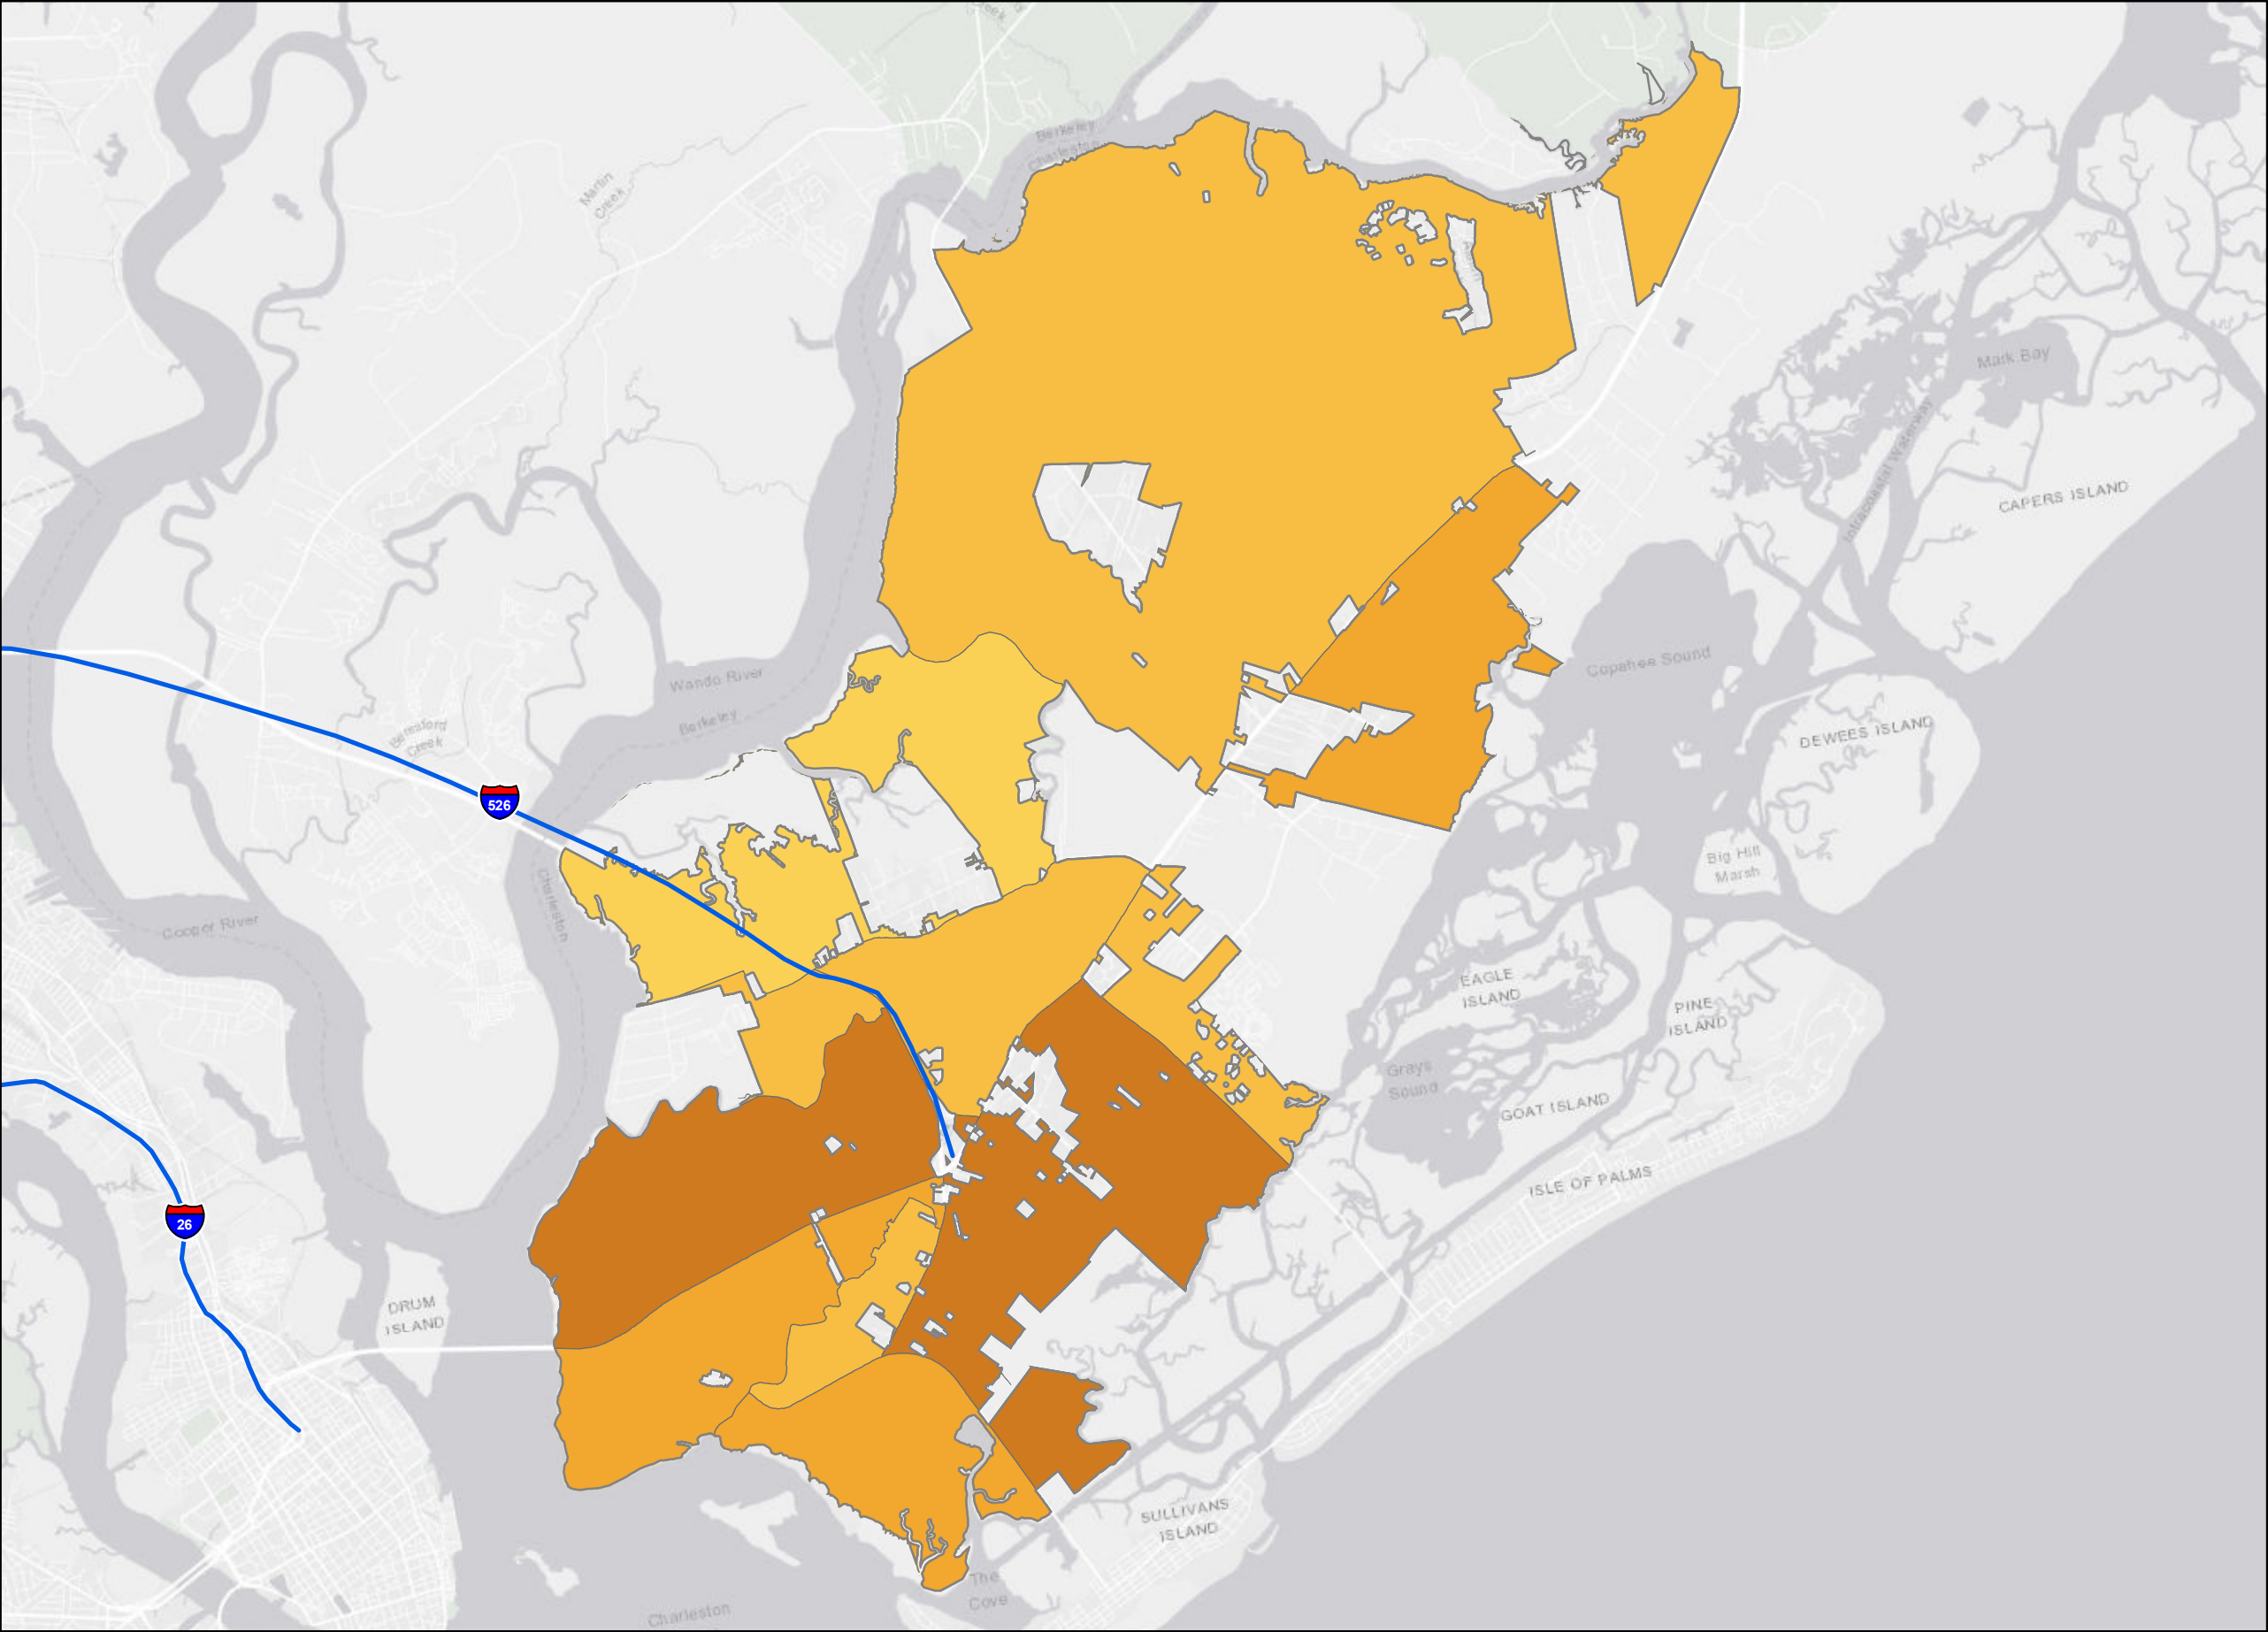 Creek
Berkeley
Charleston
Martin
Creek
Mark Bay
Intracoastal Waterway
CAPERS ISLAND
Wando River
Berkeley
Copahee Sound
Beresford
Creek
DEWEES ISLAND
526
Big Hill
Marsh
Charleston
Cooper River
EAGLE
ISLAND
PINE
ISLAND
Grays
Sound
GOAT ISLAND
ISLE OF PALMS
26
DRUM
ISLAND
SULLIVANS
ISLAND
The
Cove
Charleston